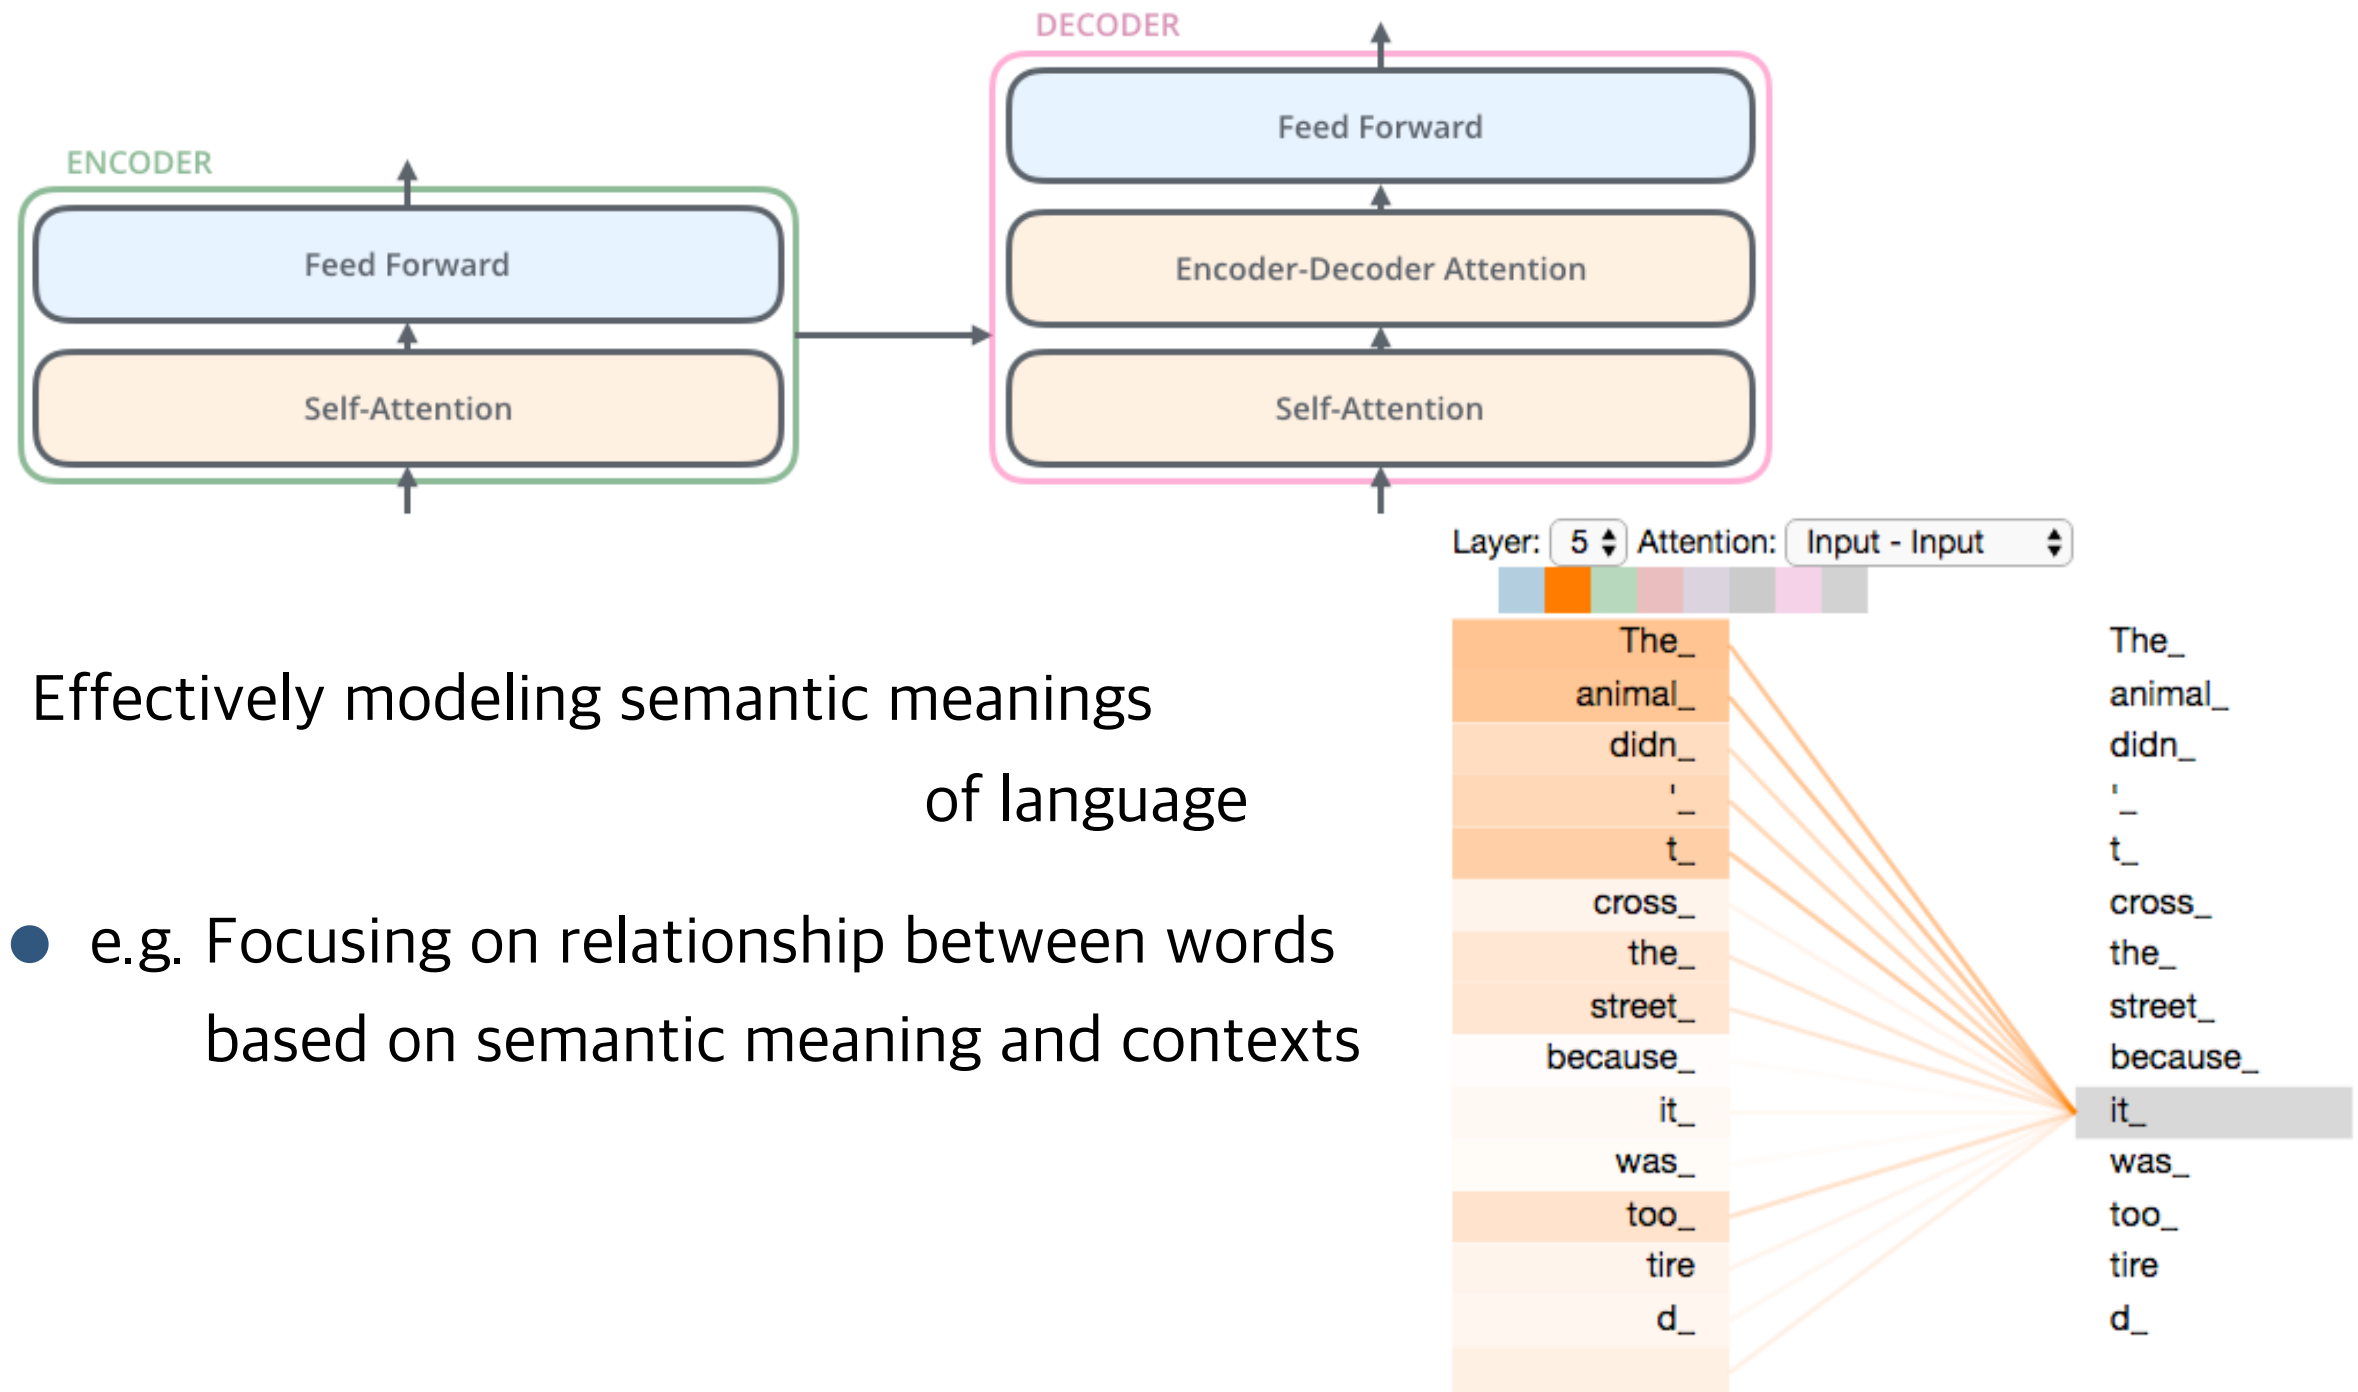 DECODER
Feed Forward
Encoder-Decoder Attention
Self-Attention
ENCODER
Feed Forward
Self-Attention
Effectively modeling semantic meanings
of language
e.g. Focusing on relationship between words
based on semantic meaning and contexts
Layer: 5 Attention: Input - Input
The_ The_
animal_ animal_
didn_ didn_
'_ '_
t_ t_
cross_ cross_
the_ the_
street_ street_
because_ because_
it_ it_
was_ was_
too_ too_
tire tire
d_ d_